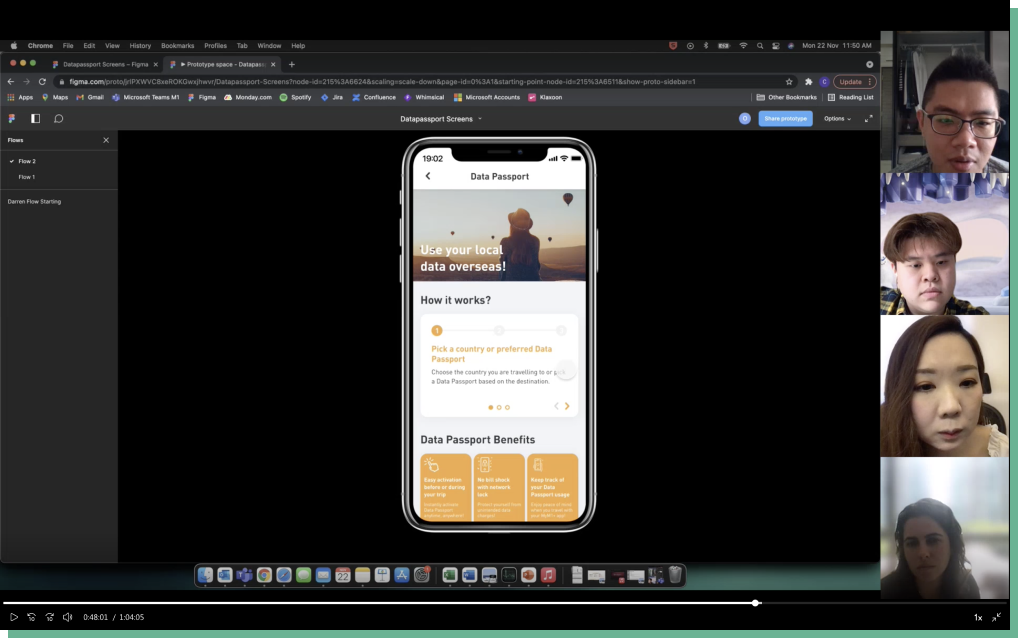 Chrome File Edit View History Bookmarks Profiles Tab Window Help
Mon 22 Nov 11:50 AM
Datapassport Screens – Figma
Prototype space - Datapass
figma.com/proto/jrlPXWVC8xeROKGwxjhwvr/Datapassport-Screens?node-id=215%3A6624&scaling=scale-down&page-id=0%3A1&starting-point-node-id=215%3A6511&show-proto-sidebar=1
Update
Apps Maps Gmail Microsoft Teams M1 Figma Monday.com Spotify Jira Confluence Whimsical Microsoft Accounts Klaxoon
Other Bookmarks Reading List
Datapassport Screens
Share prototype
Options
Flows
Flow 2
Flow 1
Darren Flow Starting
19:02
Data Passport
Use your local
data overseas!
How it works?
1
2
3
Pick a country or preferred Data
Passport
Choose the country you are travelling to or pick
a Data Passport based on the destination.
Data Passport Benefits
Easy activation
before or during
your trip
No bill shock
with network
lock
Keep track of
your Data
Passport usage
22
0:48:01 / 1:04:05
1x